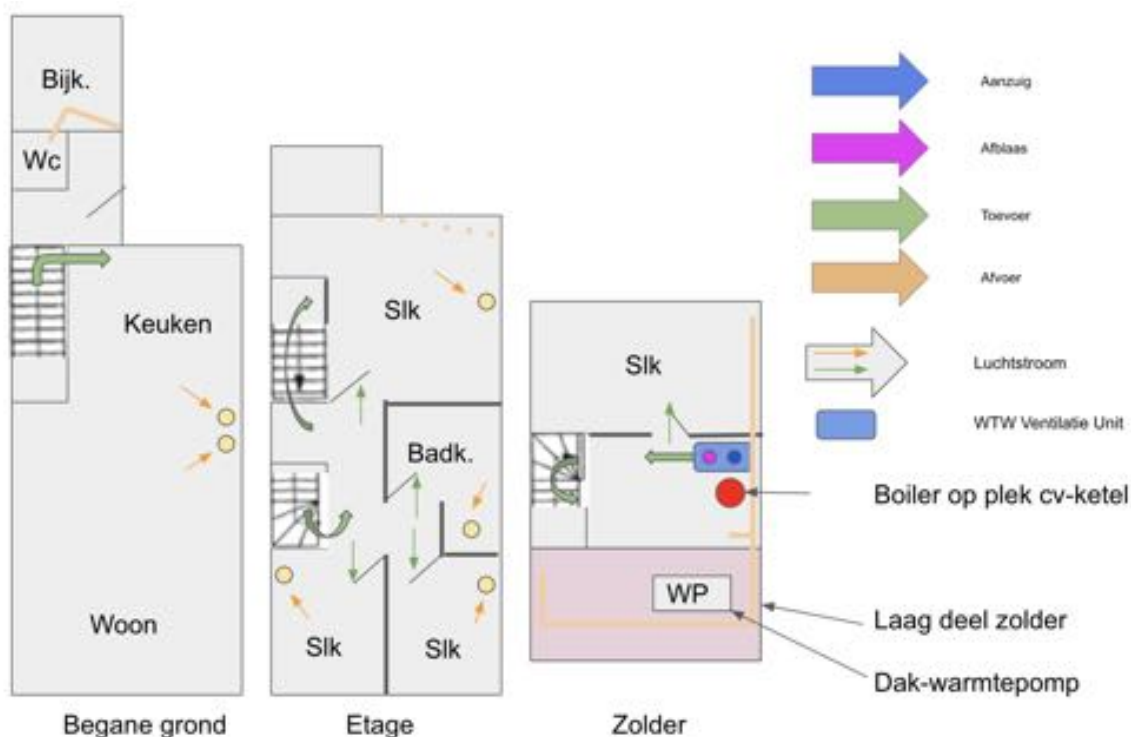 Bijk.
Wc
Keuken
Woon
Begane grond
Slk
Badk.
Slk
Slk
Etage
Slk
WP
Zolder
Aanzuig
Afblaas
Toevoer
Afvoer
Luchtstroom
WTW Ventilatie Unit
Boiler op plek cv-ketel
Laag deel zolder
Dak-warmtepomp